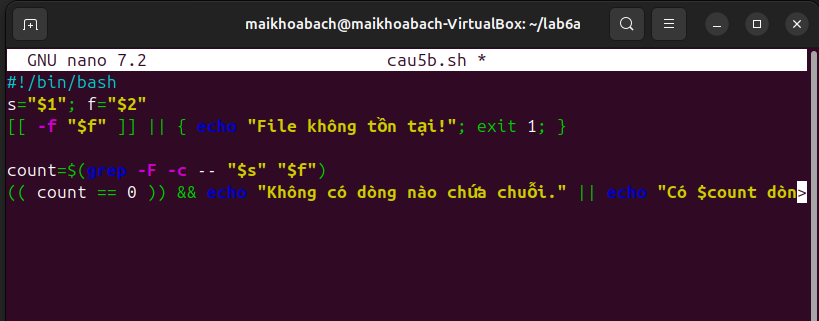 maikhoabach@maikhoabach-VirtualBox: ~/lab6a
GNU nano 7.2 cau5b.sh *
#!/bin/bash
s="$1"; f="$2"
[[ -f "$f" ]] || { echo "File không tồn tại!"; exit 1; }
count=$(grep -F -c -- "$s" "$f")
(( count == 0 )) && echo "Không có dòng nào chứa chuỗi." || echo "Có $count dòn>